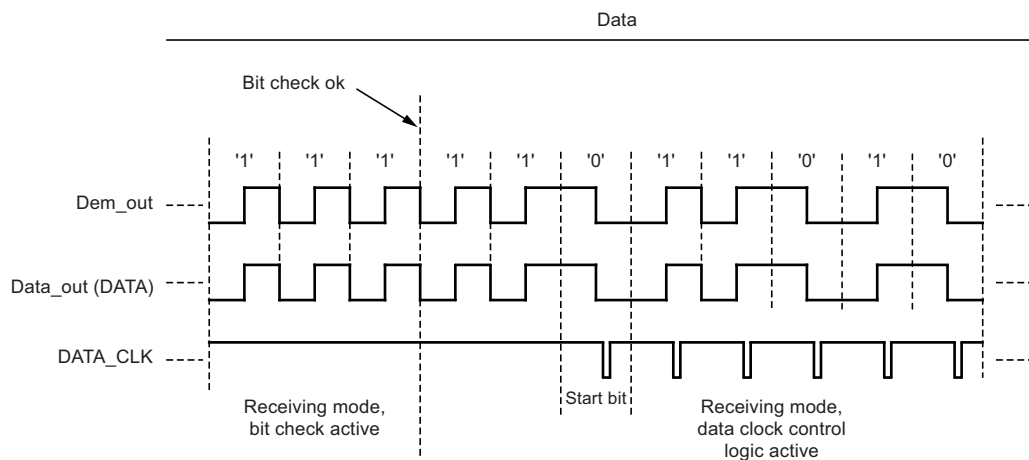 Data
Bit check ok
'1' '1' '1' '1' '1' '0' '1' '1' '0' '1' '0'
Dem_out
Data_out (DATA)
DATA_CLK
Start bit
Receiving mode,
bit check active
Receiving mode,
data clock control
logic active